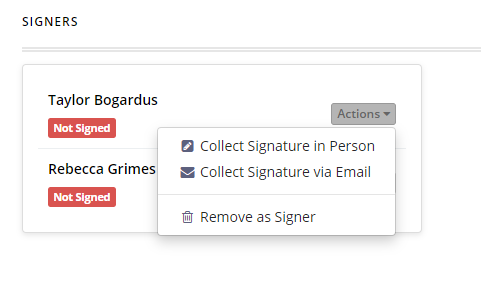 SIGNERS
Taylor Bogardus
Actions
Not Signed
Collect Signature in Person
Collect Signature via Email
Remove as Signer
Rebecca Grimes
Not Signed